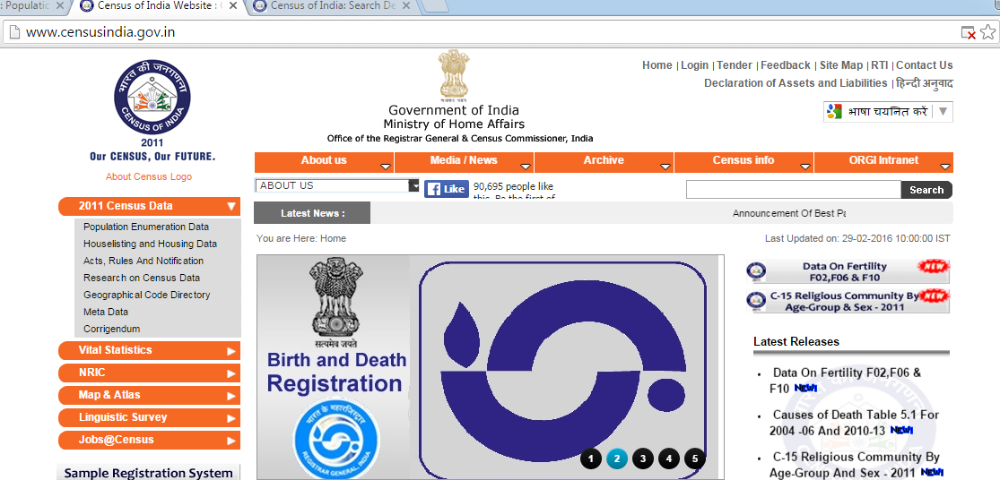 : Populatic
Census of India Website : (
Census of India: Search De
www.censusindia.gov.in
भारत की जनगणना
CENSUS OF INDIA
2011
Our CENSUS, Our FUTURE.
About Census Logo
सत्यमेव जयते
Government of India
Ministry of Home Affairs
Office of the Registrar General & Census Commissioner, India
Home | Login | Tender | Feedback | Site Map | RTI | Contact Us
Declaration of Assets and Liabilities | हिन्दी अनुवाद
भाषा चयनित करें
About us Media / News Archive Census info ORGI Intranet
ABOUT US
Like
90,695 people like
this. Be the first of
Search
Latest News :
Announcement Of Best Pa
You are Here: Home
Last Updated on: 29-02-2016 10:00:00 IST
2011 Census Data
Population Enumeration Data
Houselisting and Housing Data
Acts, Rules And Notification
Research on Census Data
Geographical Code Directory
Meta Data
Corrigendum
Vital Statistics
NRIC
Map & Atlas
Linguistic Survey
Jobs@Census
Sample Registration System
सत्यमेव जयते
Birth and Death
Registration
भारत के महारजिस्ट्रार
REGISTRAR GENERAL, INDIA
1 2 3 4 5
Data On Fertility
F02,F06 & F10
NEW
C-15 Religious Community By
Age-Group & Sex - 2011
NEW
Latest Releases
Data On Fertility F02,F06 &
F10 NEW!
Causes of Death Table 5.1 For
2004 -06 And 2010-13 NEW!
C-15 Religious Community By
Age-Group And Sex - 2011 NEW!